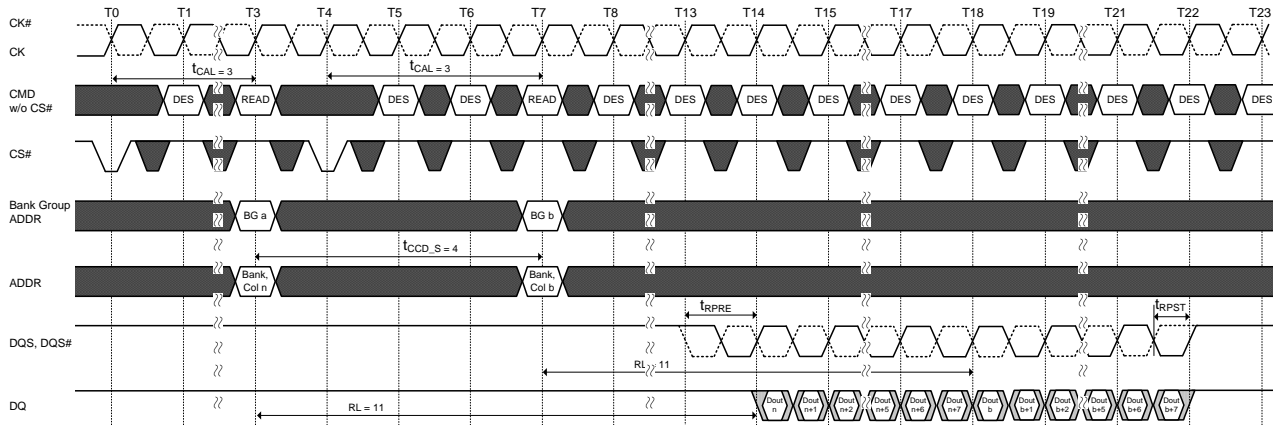 CK#
T0 T1 T3 T4 T5 T6 T7 T8 T13 T14 T15 T17 T18 T19 T21 T22 T23
CK
tCAL = 3 tCAL = 3
CMD
w/o CS#
DES READ DES DES READ DES DES DES DES DES DES DES DES DES DES
CS#
Bank Group
ADDR
BG a BG b
tCCD_S = 4
ADDR
Bank,
Col n
Bank,
Col b
tRPRE tRPST
DQS, DQS#
RL 11
DQ
RL = 11
Dout
n
Dout
n+1
Dout
n+2
Dout
n+5
Dout
n+6
Dout
n+7
Dout
b
Dout
b+1
Dout
b+2
Dout
b+5
Dout
b+6
Dout
b+7